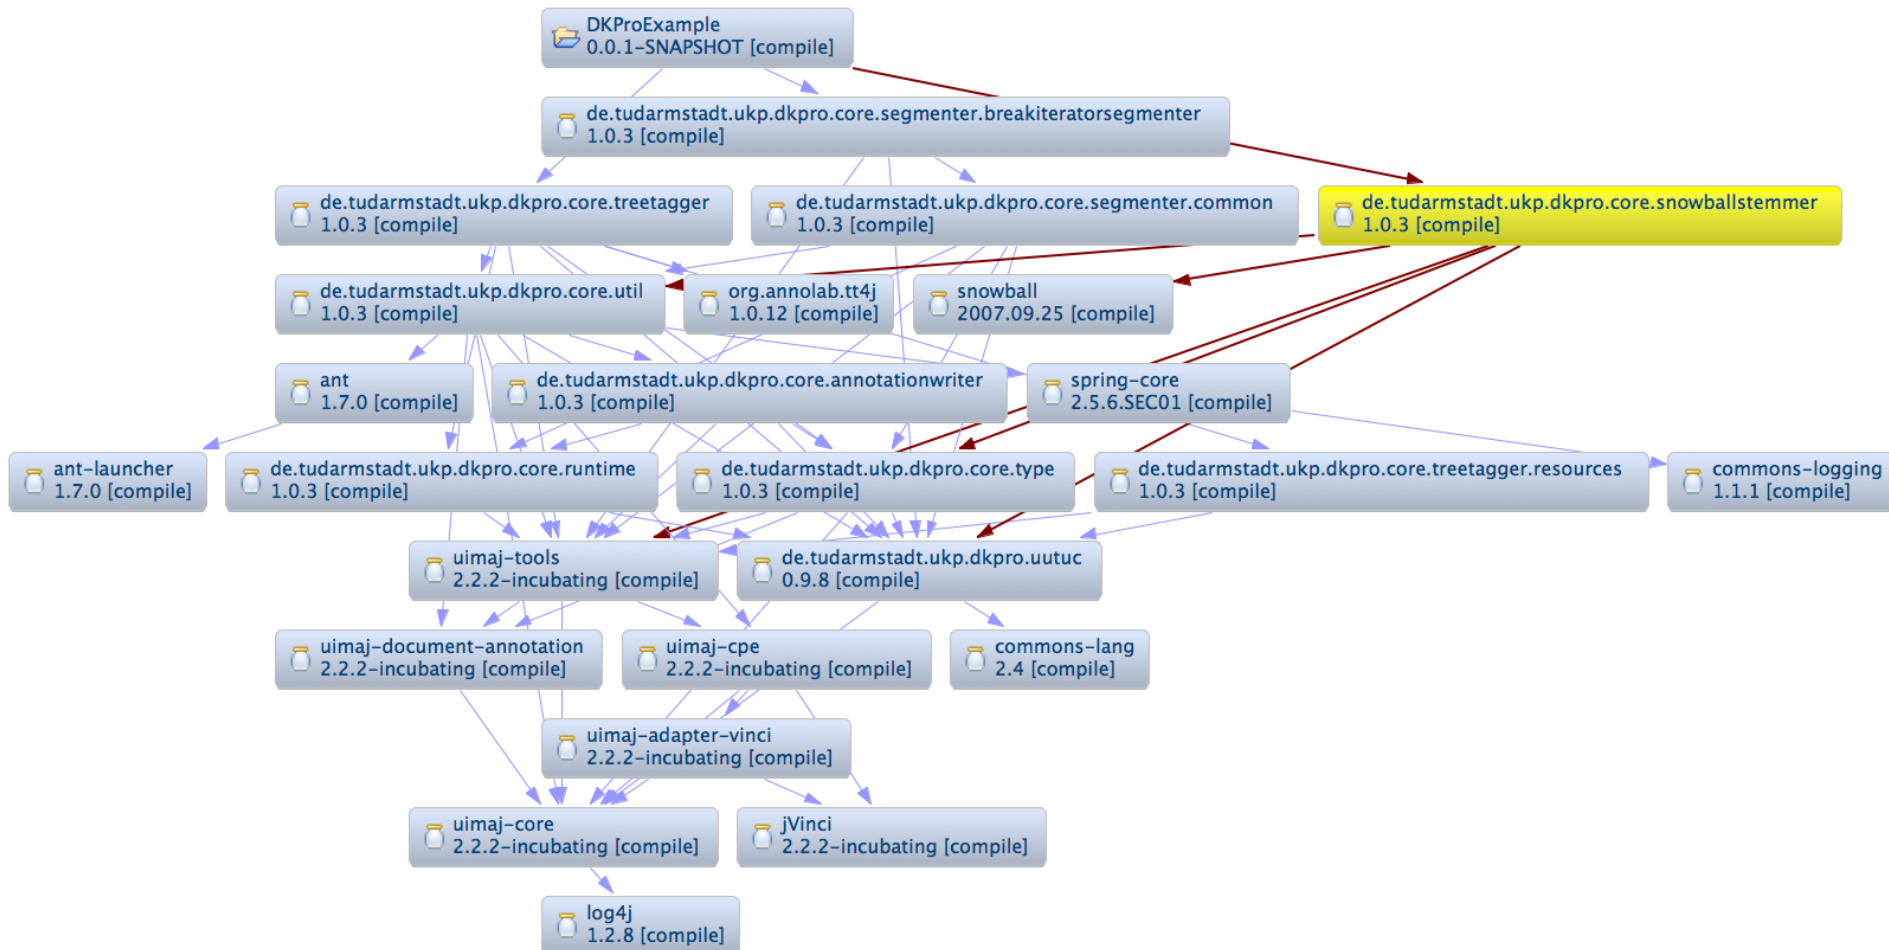 DKProExample
0.0.1-SNAPSHOT [compile]
de.tudarmstadt.ukp.dkpro.core.segmenter.breakiteratorsegmenter
1.0.3 [compile]
de.tudarmstadt.ukp.dkpro.core.treetagger
1.0.3 [compile]
de.tudarmstadt.ukp.dkpro.core.segmenter.common
1.0.3 [compile]
de.tudarmstadt.ukp.dkpro.core.snowballstemmer
1.0.3 [compile]
de.tudarmstadt.ukp.dkpro.core.util
1.0.3 [compile]
org.annolab.tt4j
1.0.12 [compile]
snowball
2007.09.25 [compile]
ant
1.7.0 [compile]
de.tudarmstadt.ukp.dkpro.core.annotationwriter
1.0.3 [compile]
spring-core
2.5.6.SEC01 [compile]
ant-launcher
1.7.0 [compile]
de.tudarmstadt.ukp.dkpro.core.runtime
1.0.3 [compile]
de.tudarmstadt.ukp.dkpro.core.type
1.0.3 [compile]
de.tudarmstadt.ukp.dkpro.core.treetagger.resources
1.0.3 [compile]
commons-logging
1.1.1 [compile]
uimaj-tools
2.2.2-incubating [compile]
de.tudarmstadt.ukp.dkpro.uutuc
0.9.8 [compile]
uimaj-document-annotation
2.2.2-incubating [compile]
uimaj-cpe
2.2.2-incubating [compile]
commons-lang
2.4 [compile]
uimaj-adapter-vinci
2.2.2-incubating [compile]
uimaj-core
2.2.2-incubating [compile]
jVinci
2.2.2-incubating [compile]
log4j
1.2.8 [compile]